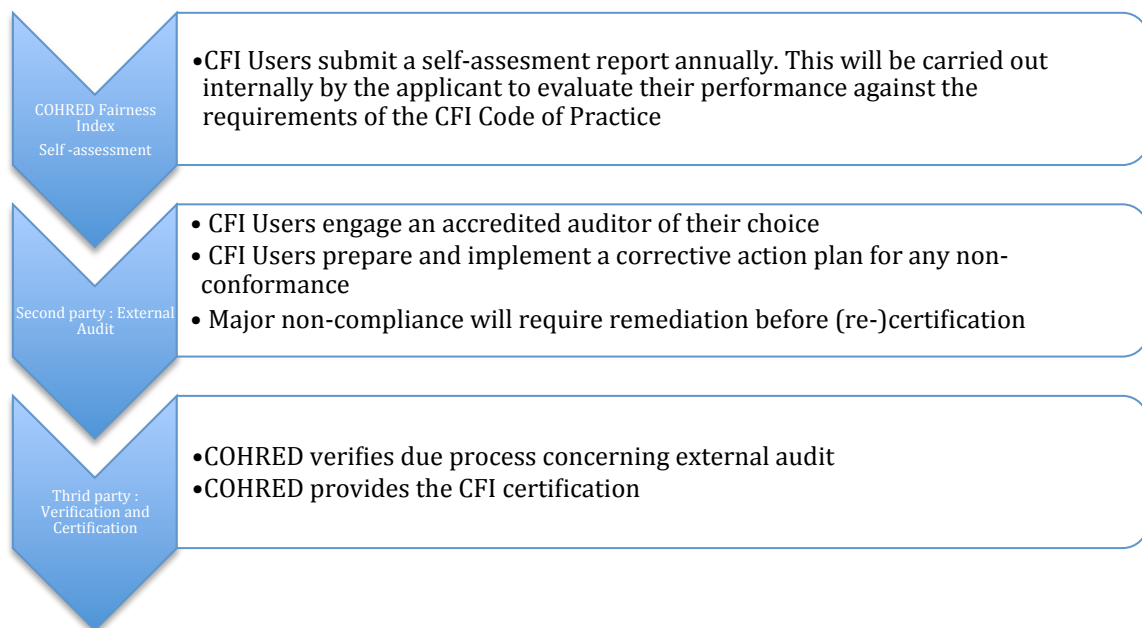 COHRED Fairness
Index
Self -assessment
•CFI Users submit a self-assesment report annually. This will be carried out
internally by the applicant to evaluate their performance against the
requirements of the CFI Code of Practice
Second party : External
Audit
• CFI Users engage an accredited auditor of their choice
• CFI Users prepare and implement a corrective action plan for any non-
conformance
• Major non-compliance will require remediation before (re-)certification
Thrid party :
Verification and
Certification
•COHRED verifies due process concerning external audit
•COHRED provides the CFI certification